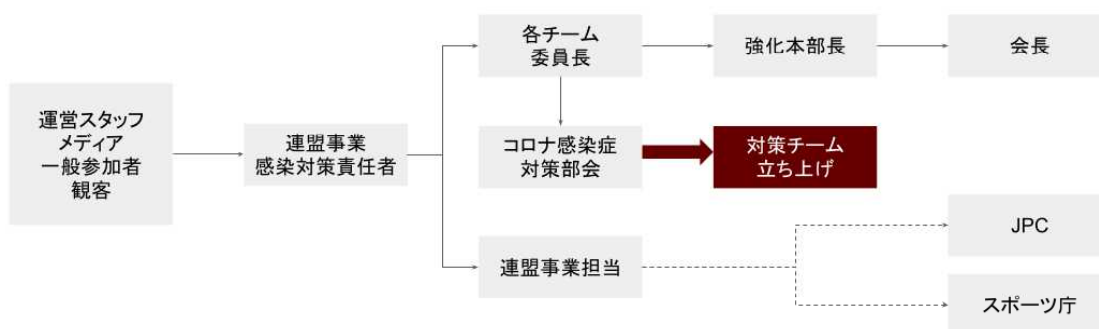 運営スタッフ
メディア
一般参加者
観客
連盟事業
感染対策責任者
各チーム
委員長
強化本部長
会長
コロナ感染症
対策部会
対策チーム
立ち上げ
連盟事業担当
JPC
スポーツ庁